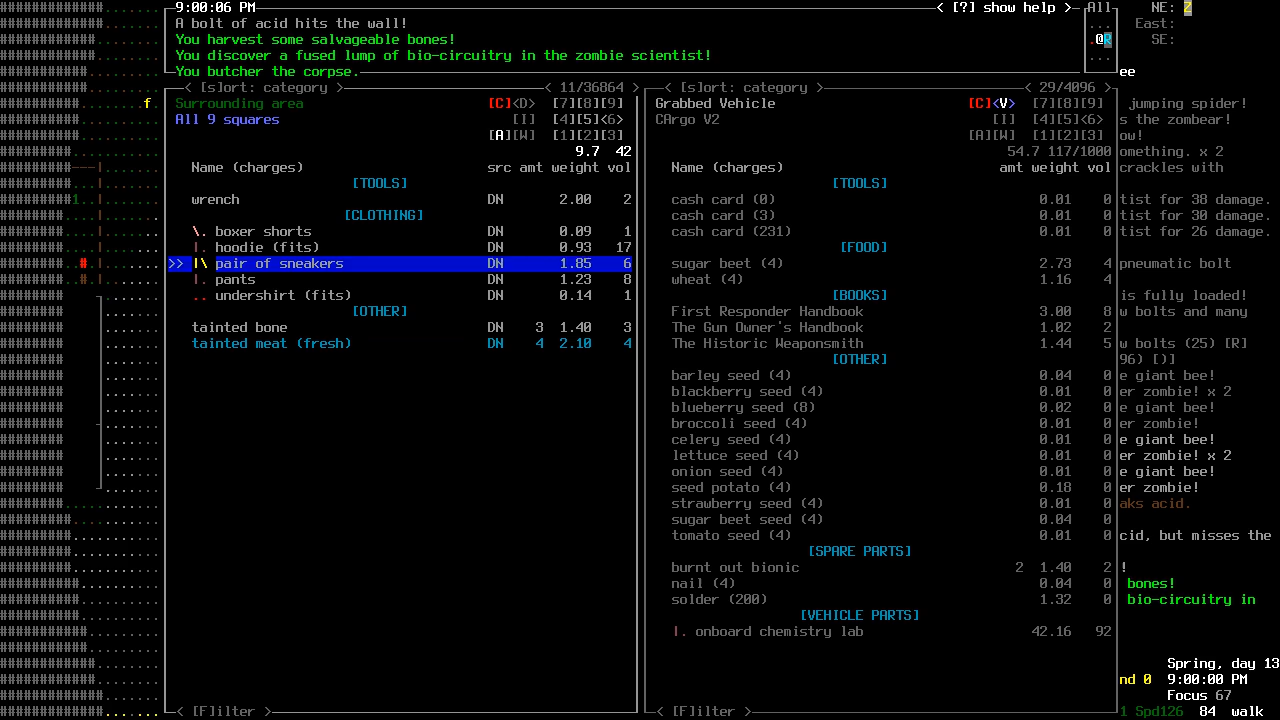 9:00:06 PM < [?] show help > All NE: Z
A bolt of acid hits the wall! ... East:
You harvest some salvageable bones! .@R SE:
You discover a fused lump of bio-circuitry in the zombie scientist! ...
You butcher the corpse. ee
< [s]ort: category > < 11/36864 > < [s]ort: category > < 29/4096 >
f Surrounding area [C]<D> [7][8][9] Grabbed Vehicle [C]<V> [7][8][9] jumping spider!
All 9 squares [I] [4][5]<6> CArgo V2 [I] [4][5]<6> s the zombear!
[A][W] [1][2][3] [A][W] [1][2][3] ow!
9.7 42 54.7 117/1000 omething. x 2
Name (charges) src amt weight vol Name (charges) amt weight vol crackles with
[TOOLS] [TOOLS]
wrench DN 2.00 2 cash card (0) 0.01 0 tist for 38 damage.
[CLOTHING] cash card (3) 0.01 0 tist for 30 damage.
\. boxer shorts DN 0.09 1 cash card (231) 0.01 0 tist for 26 damage.
|. hoodie (fits) DN 0.93 17 [FOOD]
>> |\ pair of sneakers DN 1.85 6 sugar beet (4) 2.73 4 pneumatic bolt
|. pants DN 1.23 8 wheat (4) 1.16 4
.. undershirt (fits) DN 0.14 1 [BOOKS] is fully loaded!
[OTHER] First Responder Handbook 3.00 8 w bolts and many
tainted bone DN 3 1.40 3 The Gun Owner's Handbook 1.02 2
tainted meat (fresh) DN 4 2.10 4 The Historic Weaponsmith 1.44 5 w bolts (25) [R]
[OTHER] 96) [)]
barley seed (4) 0.04 0 e giant bee!
blackberry seed (4) 0.01 0 er zombie! x 2
blueberry seed (8) 0.02 0 e giant bee!
broccoli seed (4) 0.01 0 er zombie!
celery seed (4) 0.01 0 e giant bee!
lettuce seed (4) 0.01 0 er zombie! x 2
onion seed (4) 0.01 0 e giant bee!
seed potato (4) 0.18 0 er zombie!
strawberry seed (4) 0.01 0 aks acid.
sugar beet seed (4) 0.04 0
tomato seed (4) 0.01 0 cid, but misses the
[SPARE PARTS]
burnt out bionic 2 1.40 2 !
nail (4) 0.04 0 bones!
solder (200) 1.32 0 bio-circuitry in
[VEHICLE PARTS]
|. onboard chemistry lab 42.16 92
Spring, day 13
nd 0 9:00:00 PM
Focus 67
< [F]ilter > < [F]ilter > 1 Spd126 84 walk